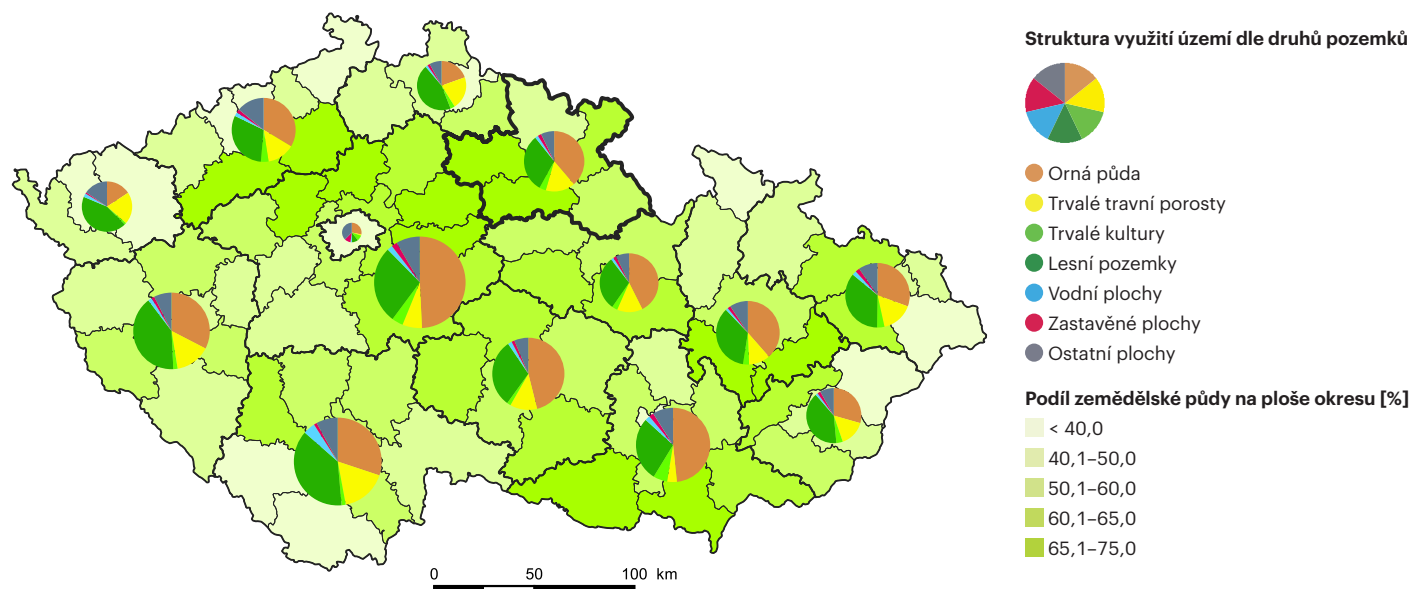 Struktura využití území dle druhů pozemků
Orná půda
Trvalé travní porosty
Trvalé kultury
Lesní pozemky
Vodní plochy
Zastavěné plochy
Ostatní plochy
Podíl zemědělské půdy na ploše okresu [%]
< 40,0
40,1–50,0
50,1–60,0
60,1–65,0
65,1–75,0
0 50 100 km